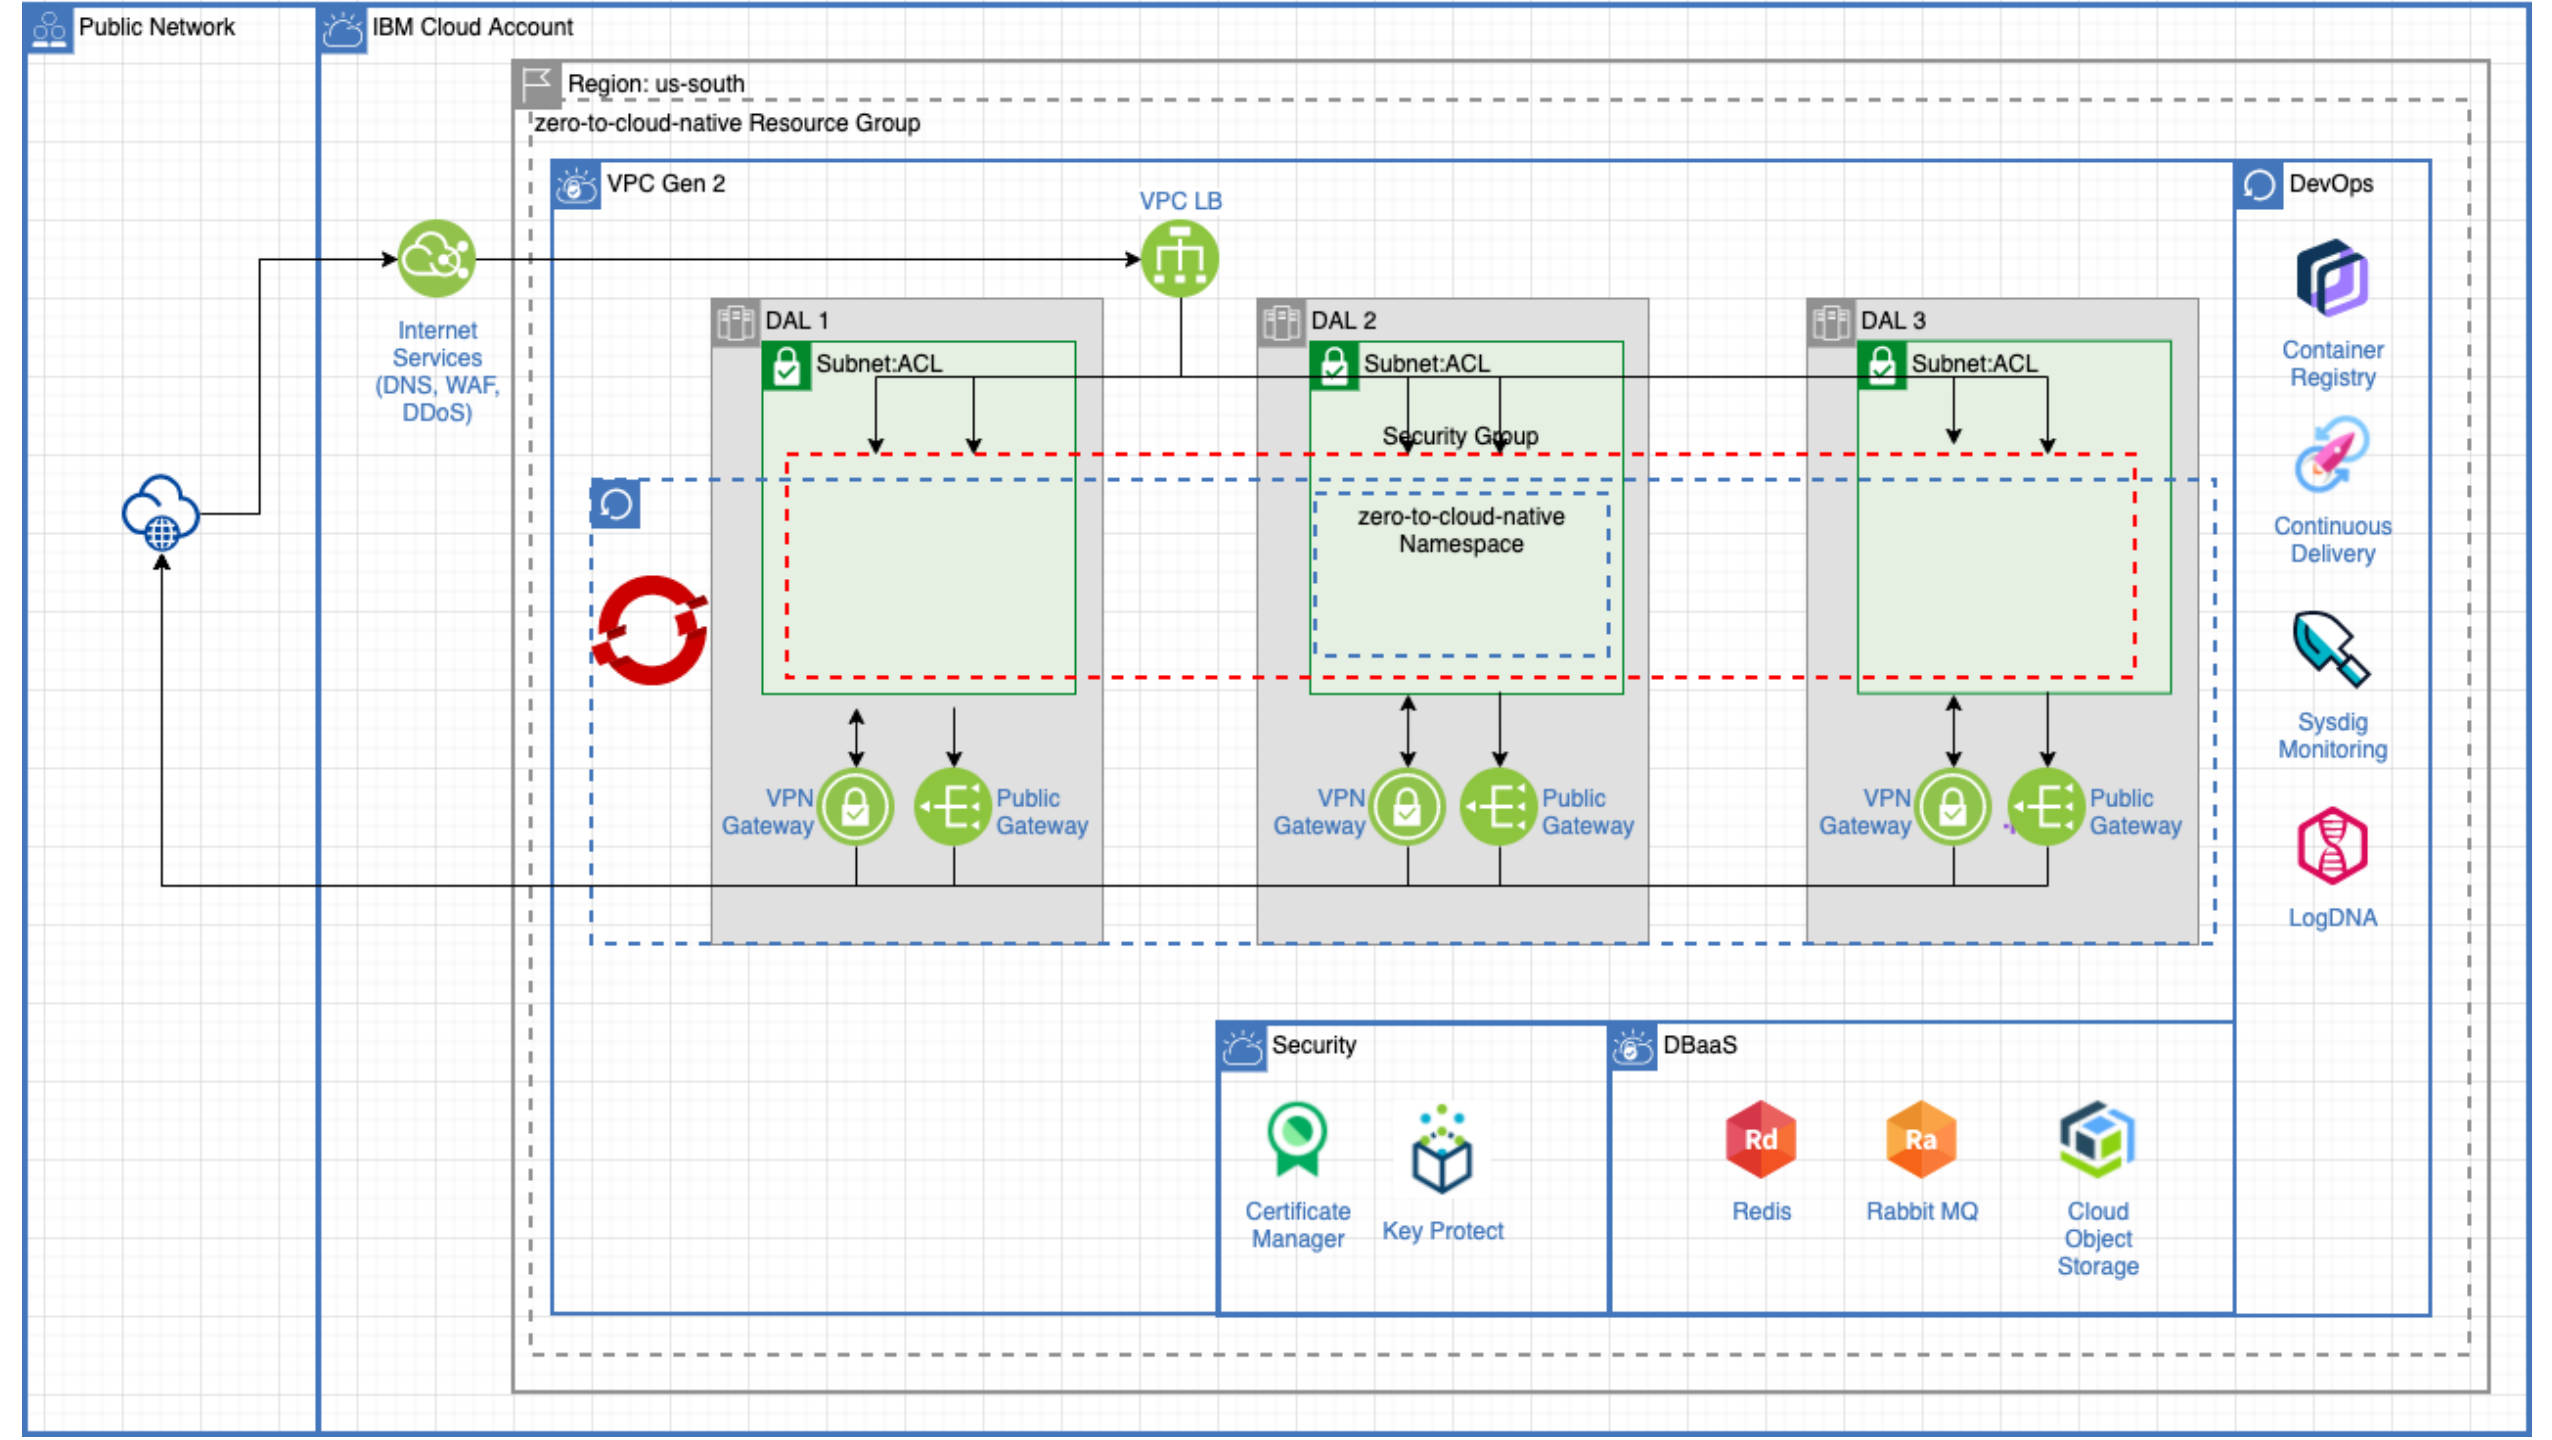 Public Network
IBM Cloud Account
Region: us-south
zero-to-cloud-native Resource Group
VPC Gen 2
DevOps
VPC LB
Internet
Services
(DNS, WAF,
DDoS)
DAL 1
DAL 2
DAL 3
Subnet:ACL
Subnet:ACL
Subnet:ACL
Security Group
zero-to-cloud-native
Namespace
VPN
Gateway
Public
Gateway
VPN
Gateway
Public
Gateway
VPN
Gateway
Public
Gateway
Container
Registry
Continuous
Delivery
Sysdig
Monitoring
LogDNA
Security
Certificate
Manager
Key Protect
DBaaS
Rd
Redis
Ra
Rabbit MQ
Cloud
Object
Storage